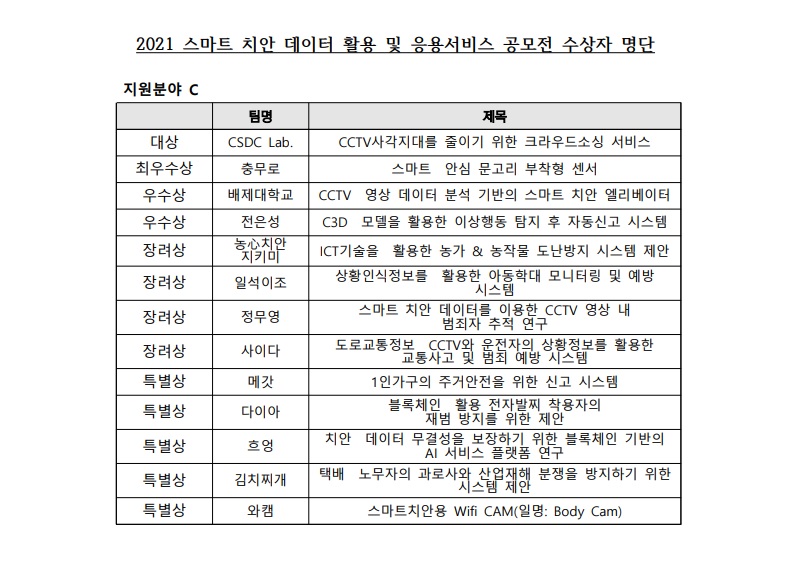 2021 스마트 치안 데이터 활용 및 응용서비스 공모전 수상자 명단
지원분야 C
팀명 제목
대상 CSDC Lab. CCTV사각지대를 줄이기 위한 크라우드소싱 서비스
최우수상 충무로 스마트 안심 문고리 부착형 센서
우수상 배제대학교 CCTV 영상 데이터 분석 기반의 스마트 치안 엘리베이터
우수상 전은성 C3D 모델을 활용한 이상행동 탐지 후 자동신고 시스템
장려상 농心치안 지키미 ICT기술을 활용한 농가 & 농작물 도난방지 시스템 제안
장려상 일석이조 상황인식정보를 활용한 아동학대 모니터링 및 예방
시스템
장려상 정무영 스마트 치안 데이터를 이용한 CCTV 영상 내
범죄자 추적 연구
장려상 사이다 도로교통정보 CCTV와 운전자의 상황정보를 활용한
교통사고 및 범죄 예방 시스템
특별상 메갓 1인가구의 주거안전을 위한 신고 시스템
특별상 다이아 블록체인 활용 전자발찌 착용자의
재범 방지를 위한 제안
특별상 흐엉 치안 데이터 무결성을 보장하기 위한 블록체인 기반의
AI 서비스 플랫폼 연구
특별상 김치찌개 택배 노무자의 과로사와 산업재해 분쟁을 방지하기 위한
시스템 제안
특별상 와캠 스마트치안용 Wifi CAM(일명: Body Cam)